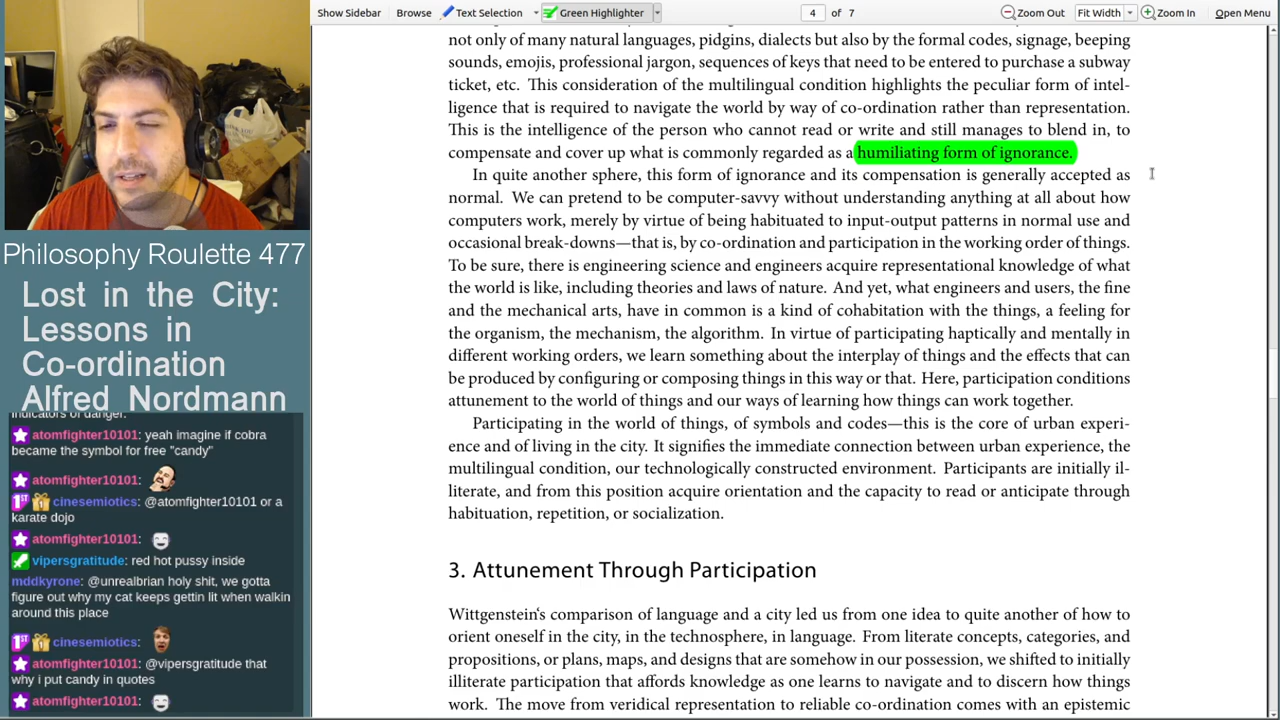 Show Sidebar Browse Text Selection Green Highlighter 4 of 7 Zoom Out Fit Width Zoom In Open Menu
not only of many natural languages, pidgins, dialects but also by the formal codes, signage, beeping
sounds, emojis, professional jargon, sequences of keys that need to be entered to purchase a subway
ticket, etc. This consideration of the multilingual condition highlights the peculiar form of intel-
ligence that is required to navigate the world by way of co-ordination rather than representation.
This is the intelligence of the person who cannot read or write and still manages to blend in, to
compensate and cover up what is commonly regarded as a humiliating form of ignorance.
In quite another sphere, this form of ignorance and its compensation is generally accepted as
normal. We can pretend to be computer-savvy without understanding anything at all about how
computers work, merely by virtue of being habituated to input-output patterns in normal use and
occasional break-downs—that is, by co-ordination and participation in the working order of things.
To be sure, there is engineering science and engineers acquire representational knowledge of what
the world is like, including theories and laws of nature. And yet, what engineers and users, the fine
and the mechanical arts, have in common is a kind of cohabitation with the things, a feeling for
the organism, the mechanism, the algorithm. In virtue of participating haptically and mentally in
different working orders, we learn something about the interplay of things and the effects that can
be produced by configuring or composing things in this way or that. Here, participation conditions
attunement to the world of things and our ways of learning how things can work together.
Participating in the world of things, of symbols and codes—this is the core of urban experi-
ence and of living in the city. It signifies the immediate connection between urban experience, the
multilingual condition, our technologically constructed environment. Participants are initially il-
literate, and from this position acquire orientation and the capacity to read or anticipate through
habituation, repetition, or socialization.
3. Attunement Through Participation
Wittgenstein‘s comparison of language and a city led us from one idea to quite another of how to
orient oneself in the city, in the technosphere, in language. From literate concepts, categories, and
propositions, or plans, maps, and designs that are somehow in our possession, we shifted to initially
illiterate participation that affords knowledge as one learns to navigate and to discern how things
work. The move from veridical representation to reliable co-ordination comes with an epistemic
Philosophy Roulette 477
Lost in the City:
Lessons in
Co-ordination
Alfred Nordmann
indicators of danger.
atomfighter10101: yeah imagine if cobra
became the symbol for free "candy"
atomfighter10101:
cinesemiotics: @atomfighter10101 or a
karate dojo
atomfighter10101:
vipersgratitude: red hot pussy inside
mddkyrone: @unrealbrian holy shit, we gotta
figure out why my cat keeps gettin lit when walkin
around this place
cinesemiotics:
atomfighter10101: @vipersgratitude that
why i put candy in quotes
atomfighter10101: